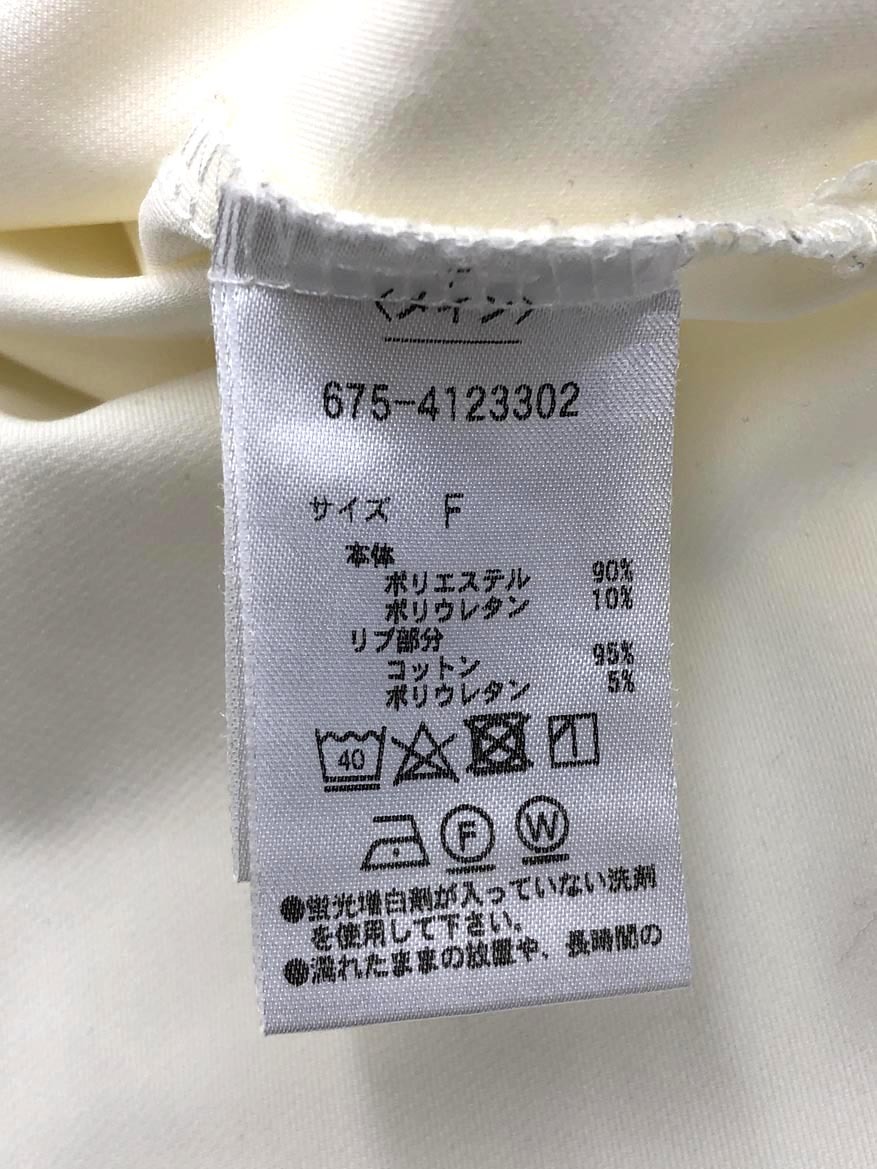 〈メイン〉
675-4123302
サイズ F
本体
ポリエステル 90%
ポリウレタン 10%
リブ部分
コットン 95%
ポリウレタン 5%
40
F W
●蛍光増白剤が入っていない洗剤
を使用して下さい。
●濡れたままの放置や、長時間の